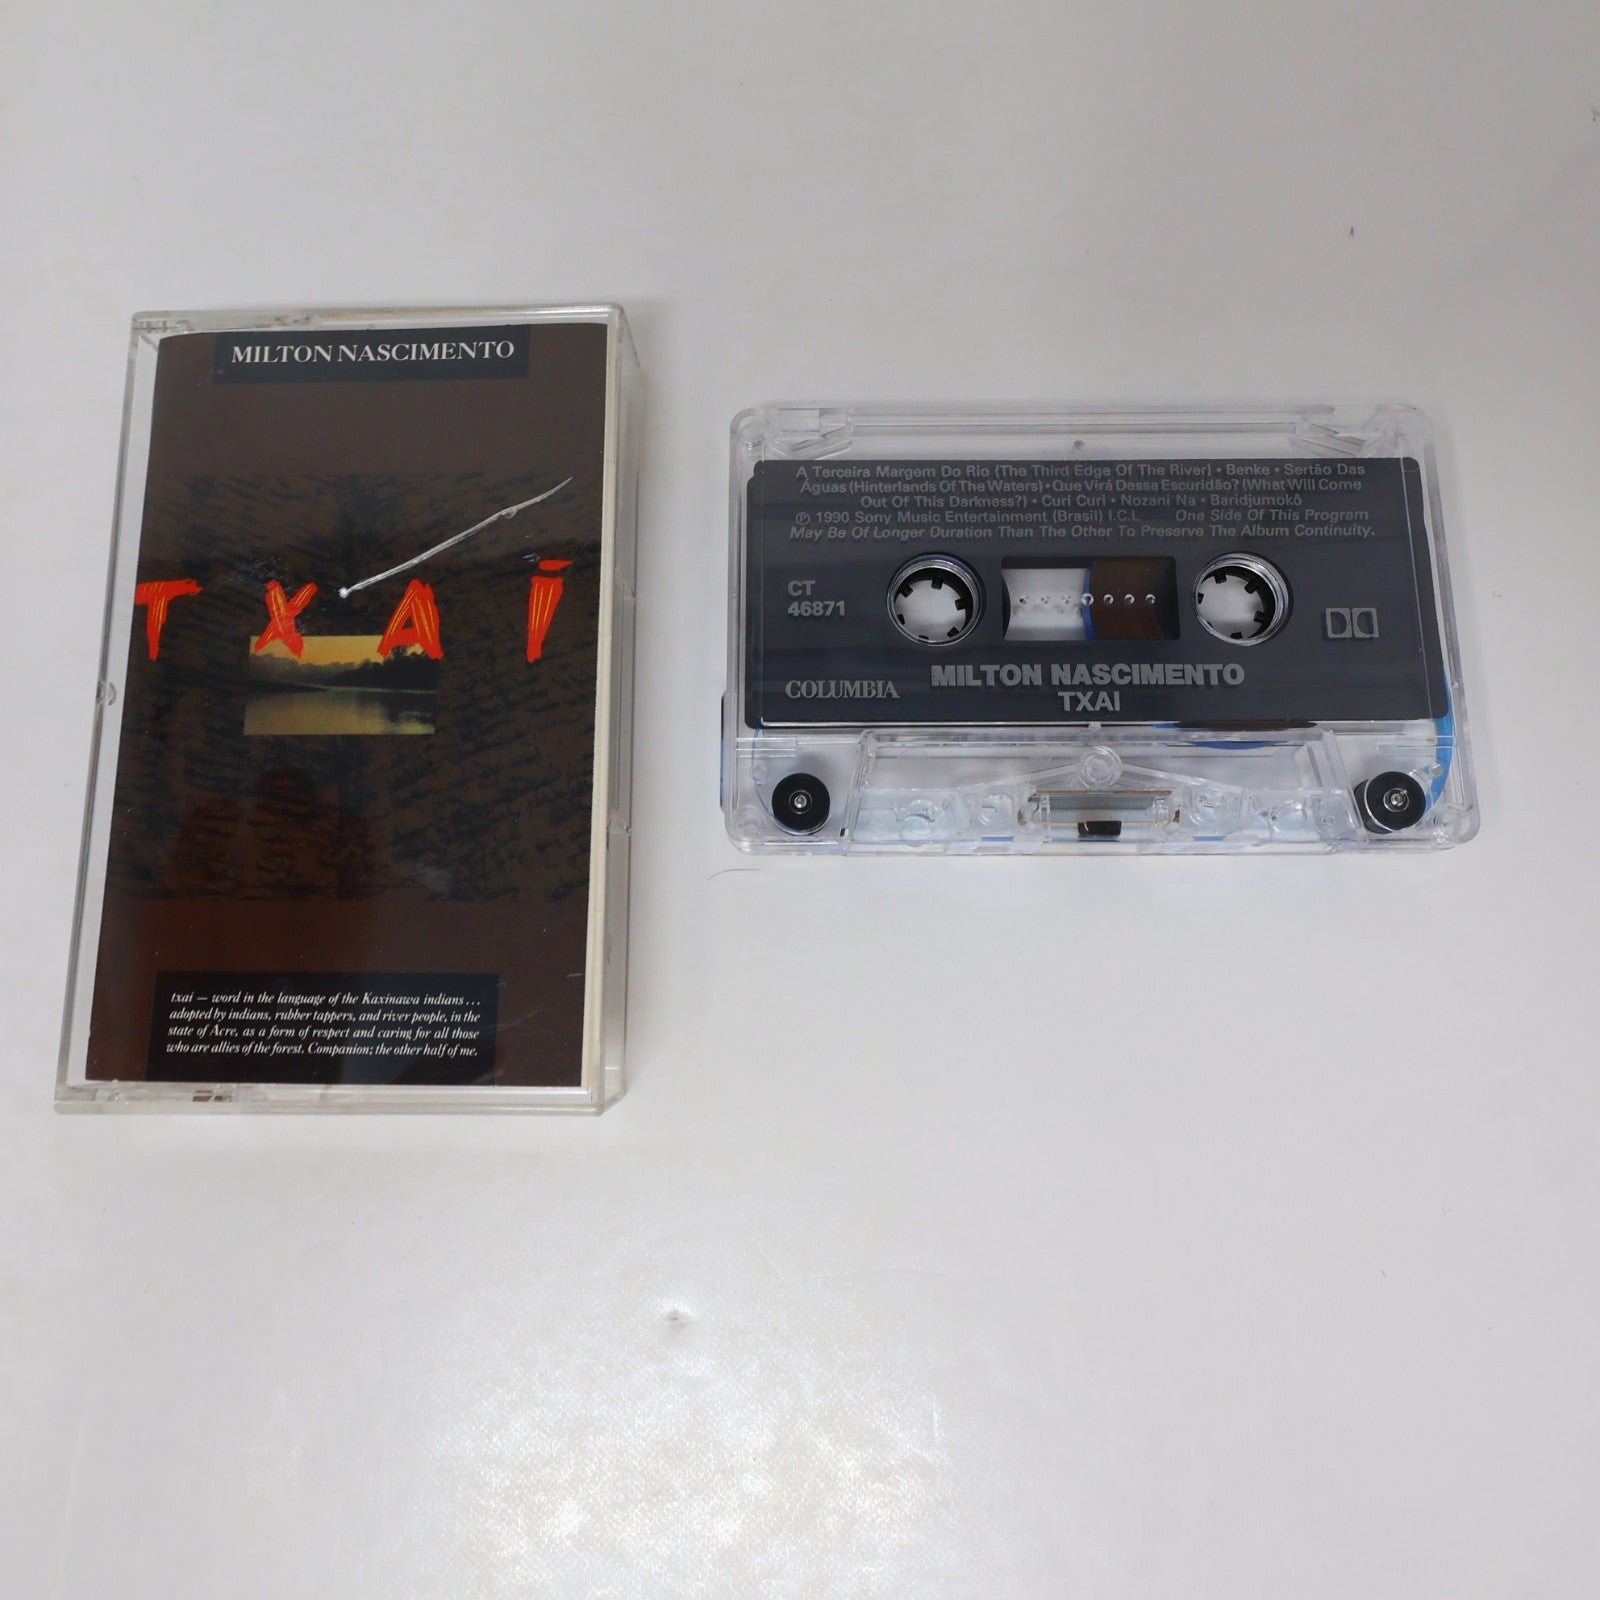 MILTON NASCIMENTO
TXAÍ
txai — word in the language of the Kaxinawa indians...
adopted by indians, rubber tappers, and river people, in the
state of Acre, as a form of respect and caring for all those
who are allies of the forest. Companion; the other half of me.
A Terceira Margem Do Rio (The Third Edge Of The River) • Benke • Sertão Das
Águas (Hinterlands Of The Waters) • Que Virá Dessa Escuridão? (What Will Come
Out Of This Darkness?) • Curi Curi • Nozani Na • Baridjumokô
℗ 1990 Sony Music Entertainment (Brasil) I.C.L One Side Of This Program
May Be Of Longer Duration Than The Other To Preserve The Album Continuity.
CT
46871
COLUMBIA
MILTON NASCIMENTO
TXAI